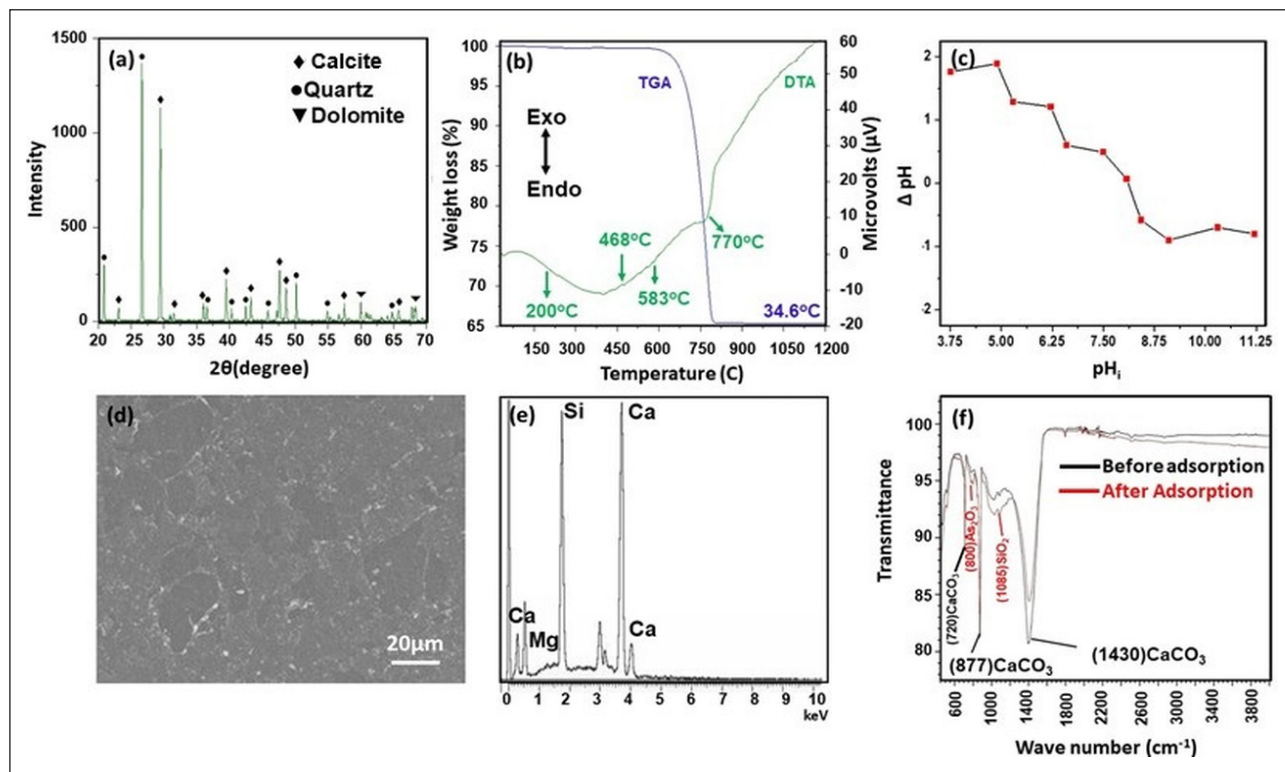 (a)
♦ Calcite
● Quartz
▼ Dolomite
1500
1000
500
0
Intensity
20 25 30 35 40 45 50 55 60 65 70
2θ(degree)
(b)
TGA
DTA
Exo
Endo
468°C
770°C
200°C
583°C
34.6°C
100
95
90
85
80
75
70
65
Weight loss (%)
60
50
40
30
20
10
0
-10
-20
Microvolts (µV)
150 300 450 600 750 900 1050 1200
Temperature (C)
(c)
2
1
0
-1
-2
Δ pH
3.75 5.00 6.25 7.50 8.75 10.00 11.25
pHi
(d)
20µm
(e)
Si
Ca
Ca
Mg
Ca
0 1 2 3 4 5 6 7 8 9 10
keV
(f)
Before adsorption
After Adsorption
100
95
90
85
80
Transmittance
(720)CaCO3
(800)As2O3
(1085)SiO2
(877)CaCO3
(1430)CaCO3
600 1000 1400 1800 2200 2600 3200 3800
Wave number (cm-1)